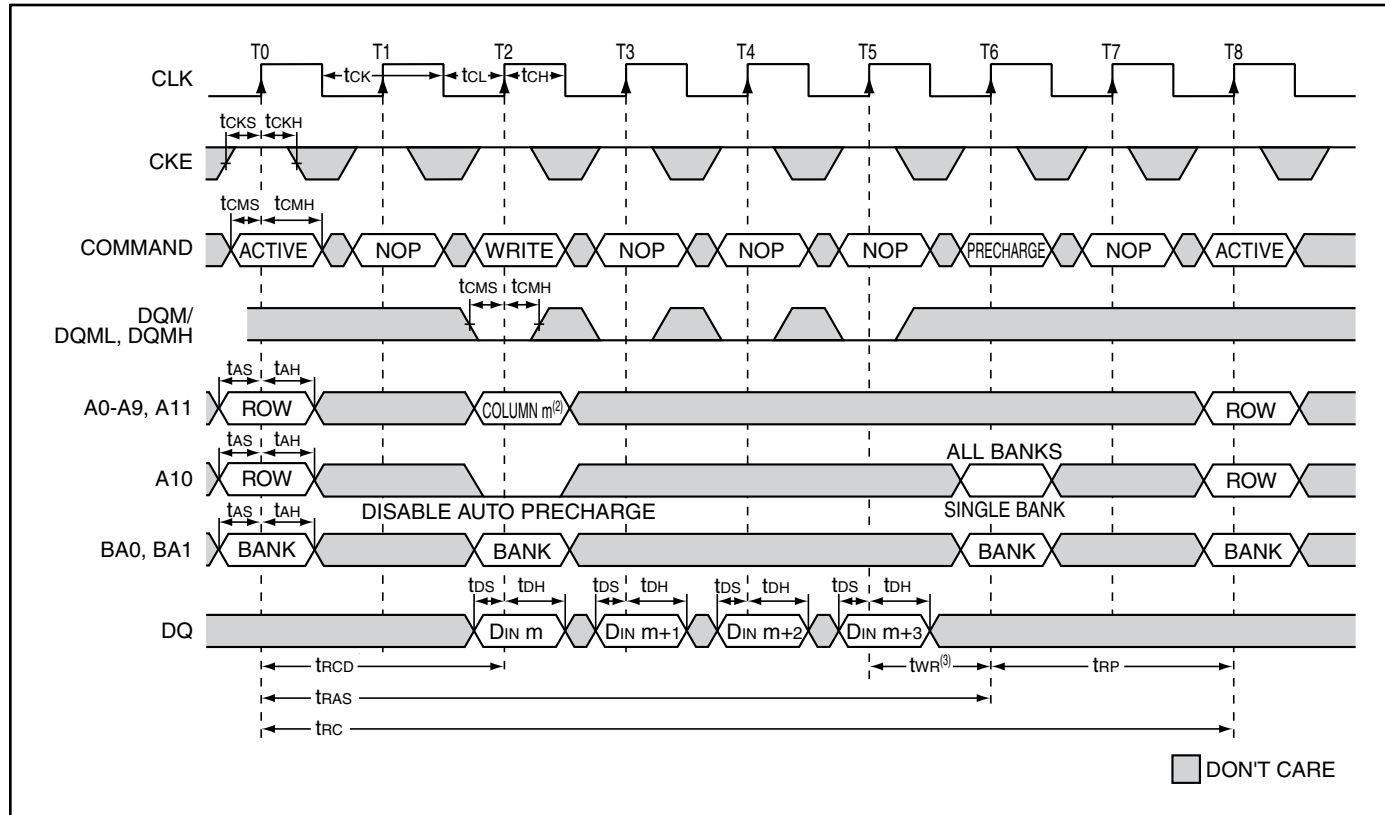 T0 T1 T2 T3 T4 T5 T6 T7 T8
CLK
tCK tCL tCH
tCKS tCKH
CKE
tCMS tCMH
COMMAND ACTIVE NOP WRITE NOP NOP NOP PRECHARGE NOP ACTIVE
tCMS tCMH
DQM/
DQML, DQMH
tAS tAH
A0-A9, A11 ROW COLUMN m(2) ROW
tAS tAH ALL BANKS
A10 ROW ROW
DISABLE AUTO PRECHARGE SINGLE BANK
tAS tAH
BA0, BA1 BANK BANK BANK BANK
tDS tDH tDS tDH tDS tDH tDS tDH
DQ DIN m DIN m+1 DIN m+2 DIN m+3
tRCD tWR(3) tRP
tRAS
tRC
DON'T CARE